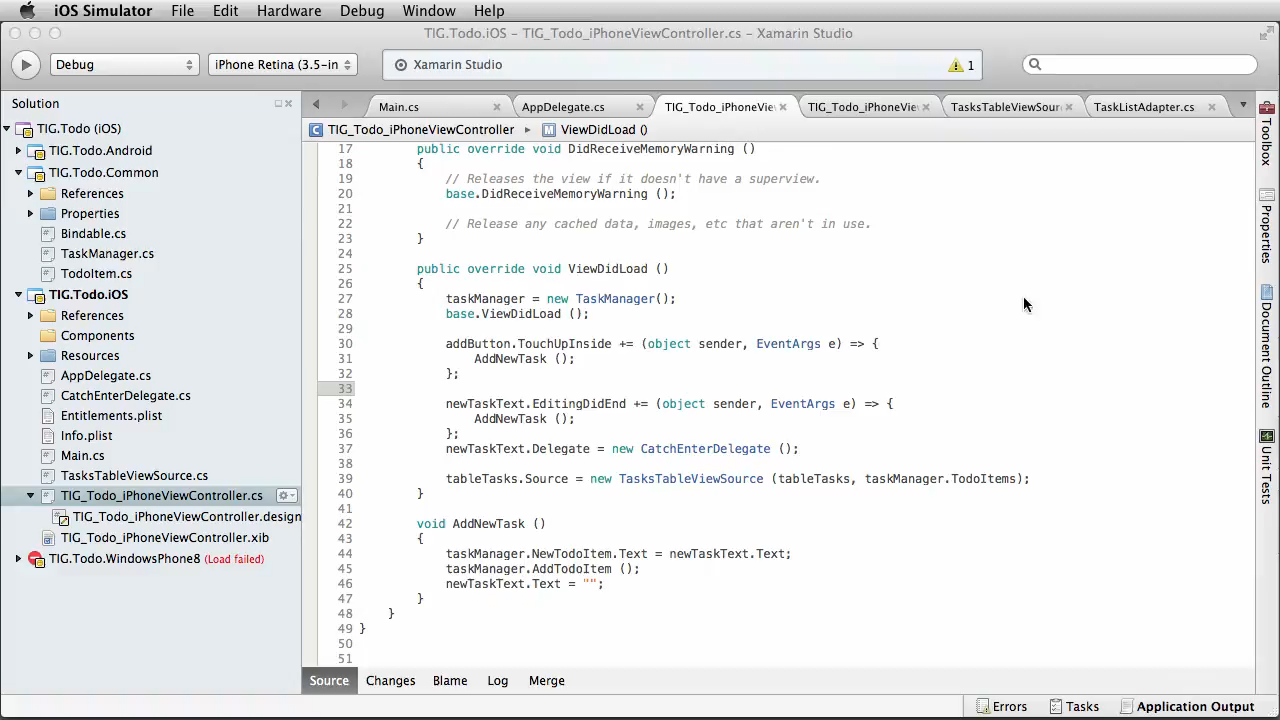 iOS Simulator File Edit Hardware Debug Window Help
TIG.Todo.iOS – TIG_Todo_iPhoneViewController.cs – Xamarin Studio
Debug iPhone Retina (3.5-in Xamarin Studio 1
Solution
TIG.Todo (iOS)
TIG.Todo.Android
TIG.Todo.Common
References
Properties
Bindable.cs
TaskManager.cs
TodoItem.cs
TIG.Todo.iOS
References
Components
Resources
AppDelegate.cs
CatchEnterDelegate.cs
Entitlements.plist
Info.plist
Main.cs
TasksTableViewSource.cs
TIG_Todo_iPhoneViewController.cs
TIG_Todo_iPhoneViewController.design
TIG_Todo_iPhoneViewController.xib
TIG.Todo.WindowsPhone8 (Load failed)
Main.cs AppDelegate.cs TIG_Todo_iPhoneVie TIG_Todo_iPhoneVie TasksTableViewSour TaskListAdapter.cs
TIG_Todo_iPhoneViewController ViewDidLoad ()
17 public override void DidReceiveMemoryWarning ()
18 {
19 // Releases the view if it doesn't have a superview.
20 base.DidReceiveMemoryWarning ();
21
22 // Release any cached data, images, etc that aren't in use.
23 }
24
25 public override void ViewDidLoad ()
26 {
27 taskManager = new TaskManager();
28 base.ViewDidLoad ();
29
30 addButton.TouchUpInside += (object sender, EventArgs e) => {
31 AddNewTask ();
32 };
33
34 newTaskText.EditingDidEnd += (object sender, EventArgs e) => {
35 AddNewTask ();
36 };
37 newTaskText.Delegate = new CatchEnterDelegate ();
38
39 tableTasks.Source = new TasksTableViewSource (tableTasks, taskManager.TodoItems);
40 }
41
42 void AddNewTask ()
43 {
44 taskManager.NewTodoItem.Text = newTaskText.Text;
45 taskManager.AddTodoItem ();
46 newTaskText.Text = "";
47 }
48 }
49 }
50
51
Source Changes Blame Log Merge
Toolbox
Properties
Document Outline
Unit Tests
Errors Tasks Application Output